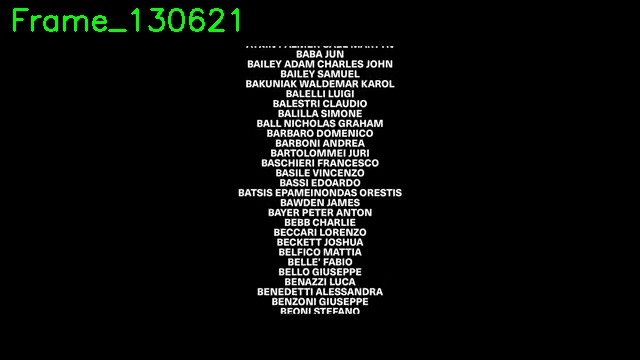 Frame_130621
BABA JUN
BAILEY ADAM CHARLES JOHN
BAILEY SAMUEL
BAKUNIAK WALDEMAR KAROL
BALELLI LUIGI
BALESTRI CLAUDIO
BALILLA SIMONE
BALL NICHOLAS GRAHAM
BARBARO DOMENICO
BARBONI ANDREA
BARTOLOMMEI JURI
BASCHIERI FRANCESCO
BASILE VINCENZO
BASSI EDOARDO
BATSIS EPAMEINONDAS ORESTIS
BAWDEN JAMES
BAYER PETER ANTON
BEBB CHARLIE
BECCARI LORENZO
BECKETT JOSHUA
BELFICO MATTIA
BELLE' FABIO
BELLO GIUSEPPE
BENAZZI LUCA
BENEDETTI ALESSANDRA
BENZONI GIUSEPPE
BEONI STEFANO